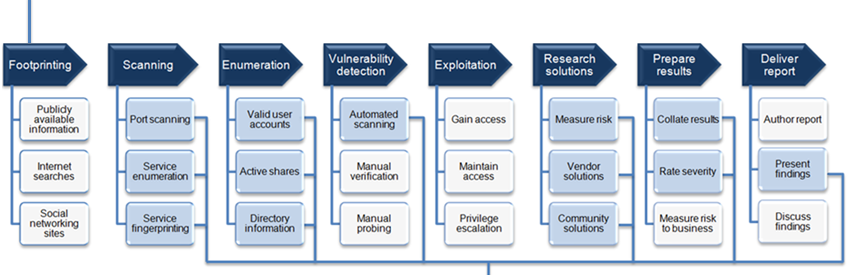 Footprinting
Scanning
Enumeration
Vulnerability
detection
Exploitation
Research
solutions
Prepare
results
Deliver
report
Publicly
available
information
Internet
searches
Social
networking
sites
Port scanning
Service
enumeration
Service
fingerprinting
Valid user
accounts
Active shares
Directory
information
Automated
scanning
Manual
verification
Manual
probing
Gain access
Maintain
access
Privilege
escalation
Measure risk
Vendor
solutions
Community
solutions
Collate results
Rate severity
Measure risk
to business
Author report
Present
findings
Discuss
findings